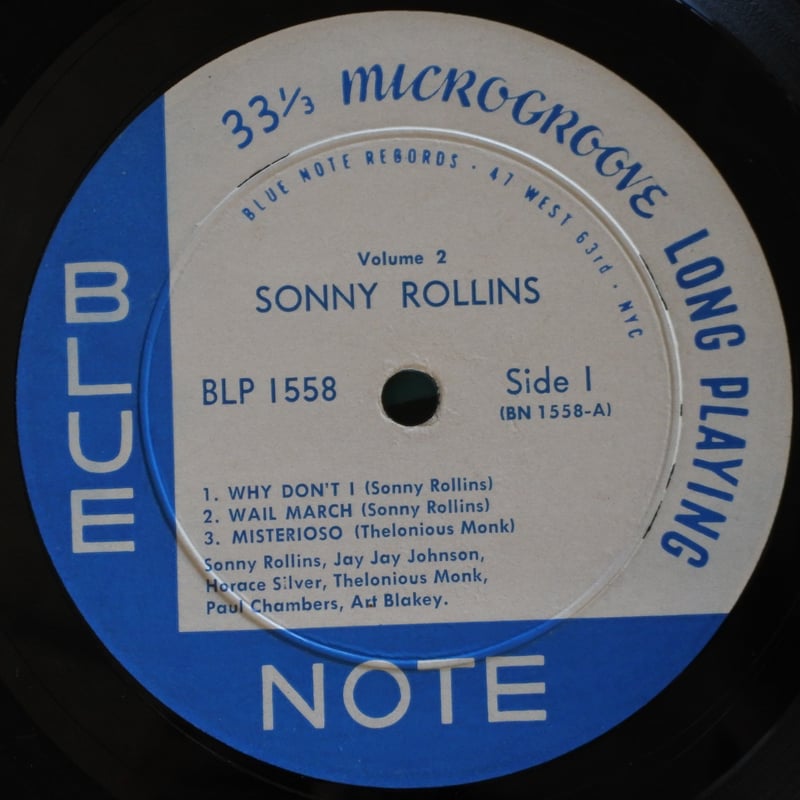 33⅓ MICROGROOVE LONG PLAYING
BLUE NOTE RECORDS · 47 WEST 63rd · NYC
Volume 2
SONNY ROLLINS
BLP 1558
Side 1
(BN 1558-A)
1. WHY DON'T I (Sonny Rollins)
2. WAIL MARCH (Sonny Rollins)
3. MISTERIOSO (Thelonious Monk)
Sonny Rollins, Jay Jay Johnson,
Horace Silver, Thelonious Monk,
Paul Chambers, Art Blakey.
BLUE
NOTE